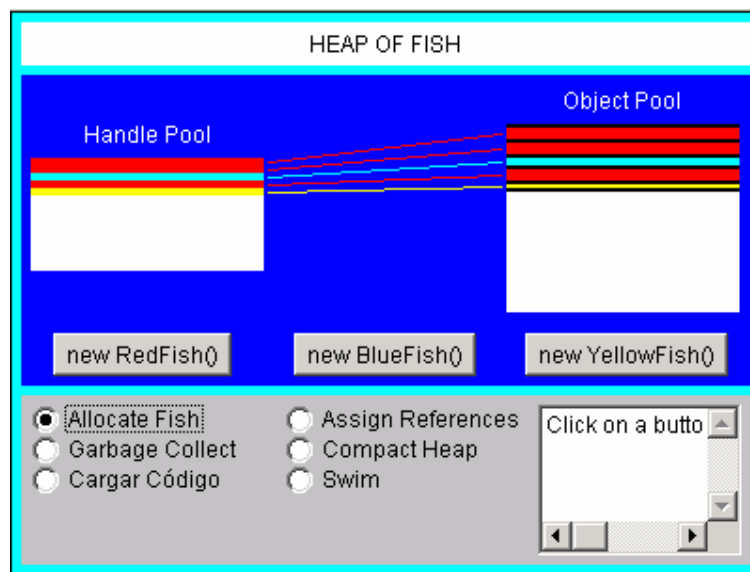 HEAP OF FISH
Object Pool
Handle Pool
new RedFish()
new BlueFish()
new YellowFish()
Allocate Fish
Assign References
Click on a butto
Garbage Collect
Compact Heap
Cargar Código
Swim